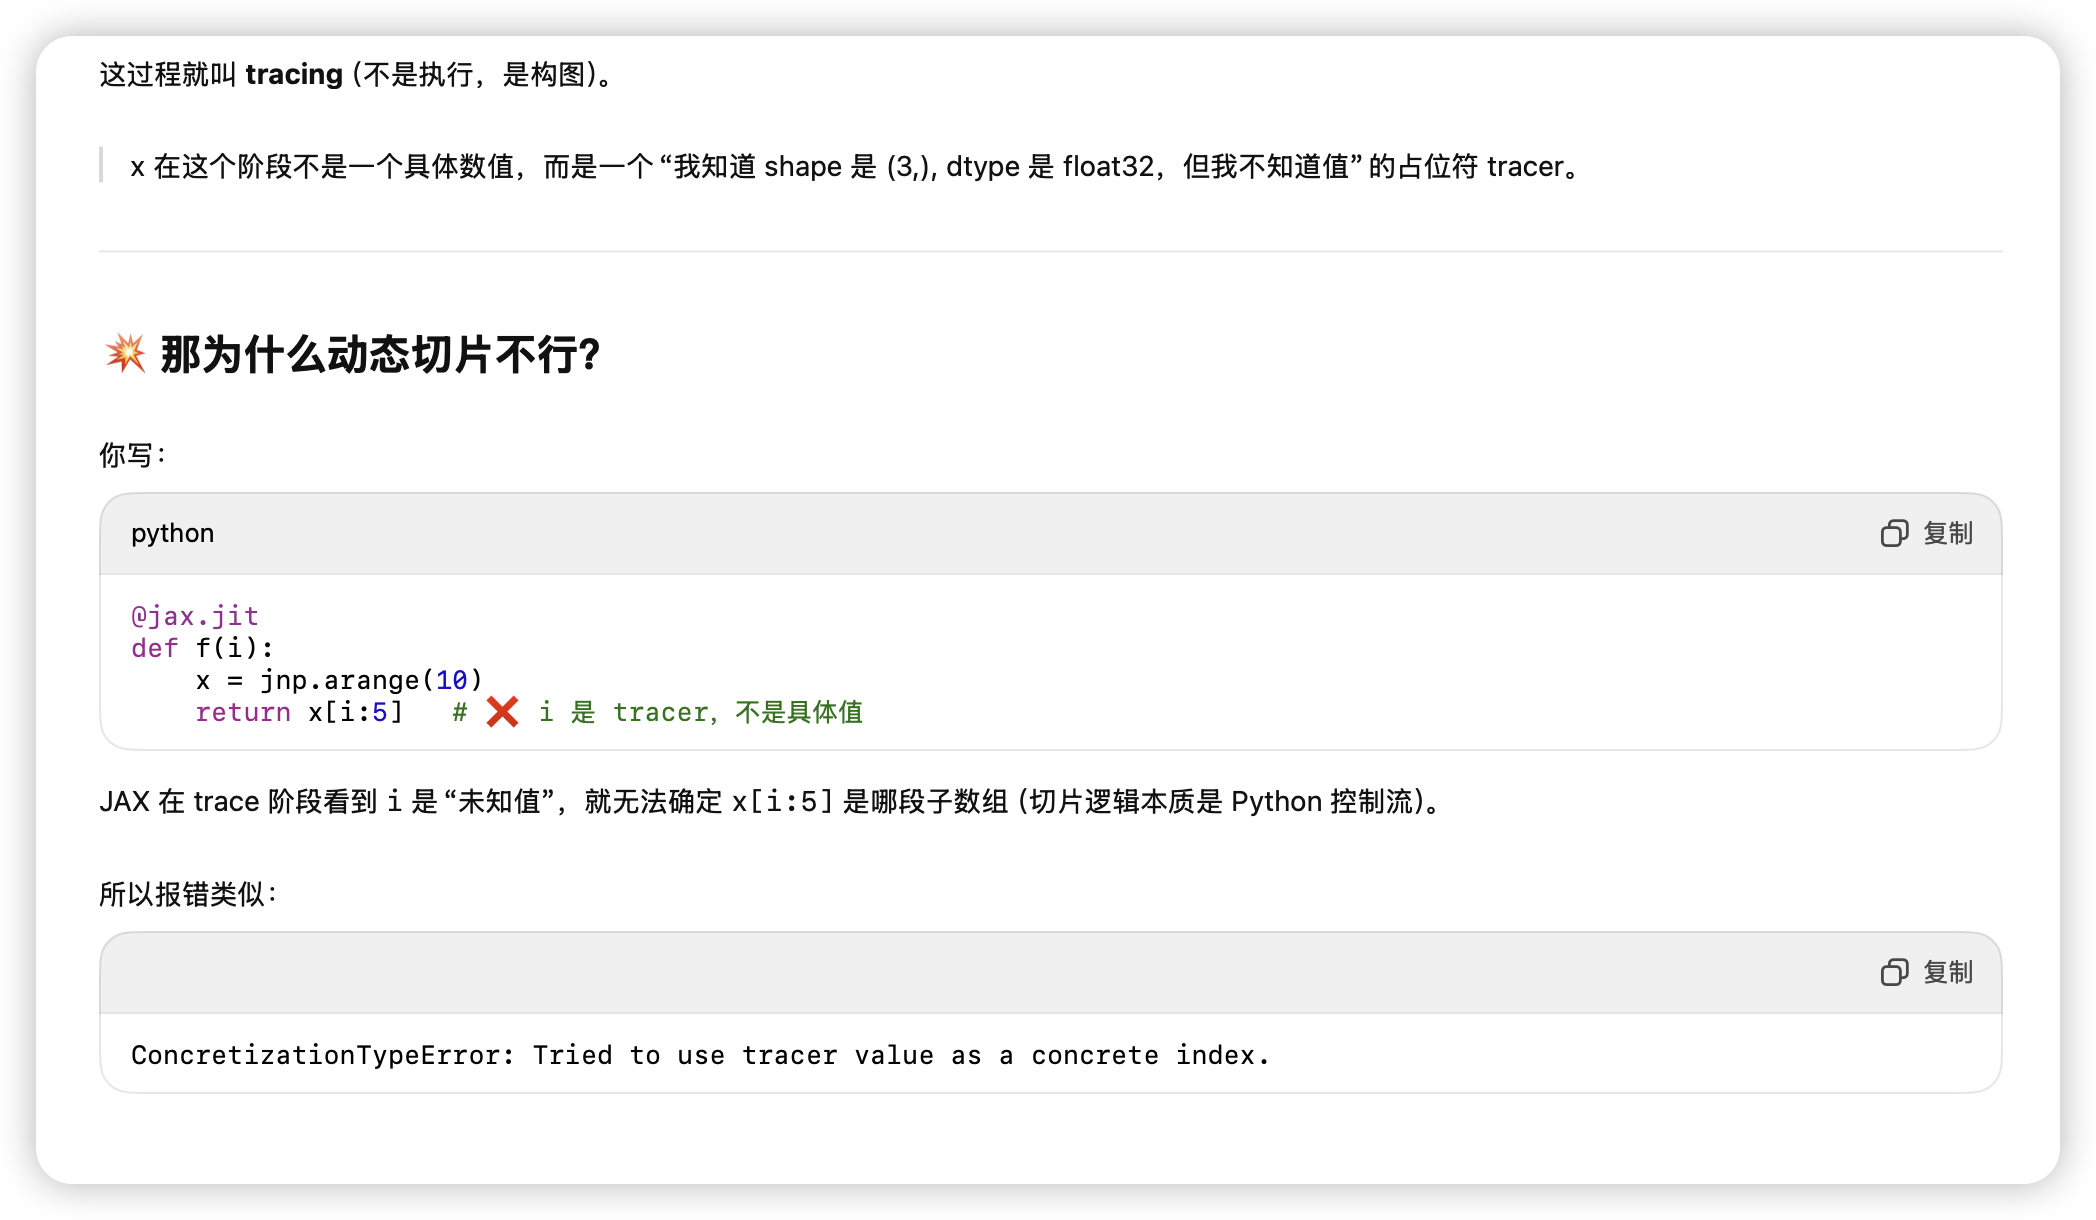 这过程就叫 tracing (不是执行，是构图)。
x 在这个阶段不是一个具体数值，而是一个 “我知道 shape 是 (3,), dtype 是 float32，但我不知道值” 的占位符 tracer。
💥 那为什么动态切片不行？
你写：
python
复制
@jax.jit
def f(i):
    x = jnp.arange(10)
    return x[i:5]   # ❌ i 是 tracer，不是具体值
JAX 在 trace 阶段看到 i 是 “未知值”，就无法确定 x[i:5] 是哪段子数组 (切片逻辑本质是 Python 控制流)。
所以报错类似：
复制
ConcretizationTypeError: Tried to use tracer value as a concrete index.